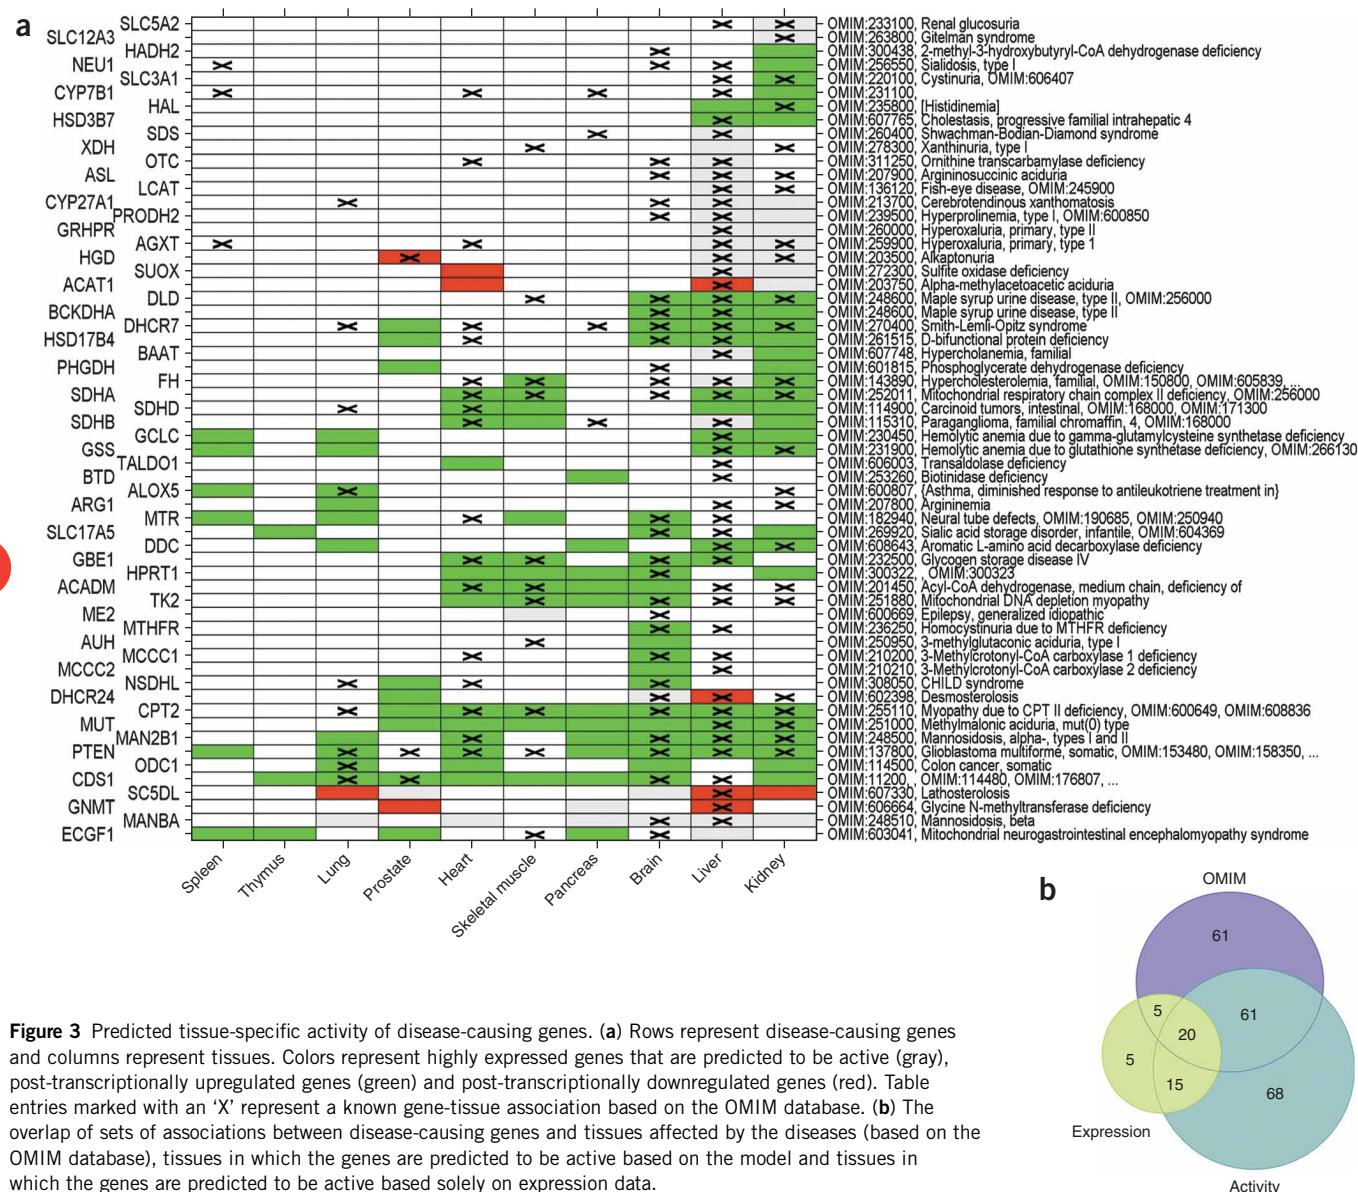 a
SLC5A2 OMIM:233100, Renal glucosuria
SLC12A3 OMIM:263800, Gitelman syndrome
HADH2 OMIM:300438, 2-methyl-3-hydroxybutyryl-CoA dehydrogenase deficiency
NEU1 OMIM:256550, Sialidosis, type I
SLC3A1 OMIM:220100, Cystinuria, OMIM:606407
CYP7B1 OMIM:231100
HAL OMIM:235800, [Histidinemia]
HSD3B7 OMIM:607765, Cholestasis, progressive familial intrahepatic 4
SDS OMIM:260400, Shwachman-Bodian-Diamond syndrome
XDH OMIM:278300, Xanthinuria, type I
OTC OMIM:311250, Ornithine transcarbamylase deficiency
ASL OMIM:207900, Argininosuccinic aciduria
LCAT OMIM:136120, Fish-eye disease, OMIM:245900
CYP27A1 OMIM:213700, Cerebrotendinous xanthomatosis
PRODH2 OMIM:239500, Hyperprolinemia, type I, OMIM:600850
GRHPR OMIM:260000, Hyperoxaluria, primary, type II
AGXT OMIM:259900, Hyperoxaluria, primary, type 1
HGD OMIM:203500, Alkaptonuria
SUOX OMIM:272300, Sulfite oxidase deficiency
ACAT1 OMIM:203750, Alpha-methylacetoacetic aciduria
DLD OMIM:248600, Maple syrup urine disease, type II, OMIM:256000
BCKDHA OMIM:248600, Maple syrup urine disease, type II
DHCR7 OMIM:270400, Smith-Lemli-Opitz syndrome
HSD17B4 OMIM:261515, D-bifunctional protein deficiency
BAAT OMIM:607748, Hypercholanemia, familial
PHGDH OMIM:601815, Phosphoglycerate dehydrogenase deficiency
FH OMIM:143890, Hypercholesterolemia, familial, OMIM:150800, OMIM:605839, ...
SDHA OMIM:252011, Mitochondrial respiratory chain complex II deficiency, OMIM:256000
SDHD OMIM:114900, Carcinoid tumors, intestinal, OMIM:168000, OMIM:171300
SDHB OMIM:115310, Paraganglioma, familial chromaffin, 4, OMIM:168000
GCLC OMIM:230450, Hemolytic anemia due to gamma-glutamylcysteine synthetase deficiency
GSS OMIM:231900, Hemolytic anemia due to glutathione synthetase deficiency, OMIM:266130
TALDO1 OMIM:606003, Transaldolase deficiency
BTD OMIM:253260, Biotinidase deficiency
ALOX5 OMIM:600807, {Asthma, diminished response to antileukotriene treatment in}
ARG1 OMIM:207800, Argininemia
MTR OMIM:182940, Neural tube defects, OMIM:190685, OMIM:250940
SLC17A5 OMIM:269920, Sialic acid storage disorder, infantile, OMIM:604369
DDC OMIM:608643, Aromatic L-amino acid decarboxylase deficiency
GBE1 OMIM:232500, Glycogen storage disease IV
HPRT1 OMIM:300322, , OMIM:300323
ACADM OMIM:201450, Acyl-CoA dehydrogenase, medium chain, deficiency of
TK2 OMIM:251880, Mitochondrial DNA depletion myopathy
ME2 OMIM:600669, Epilepsy, generalized idiopathic
MTHFR OMIM:236250, Homocystinuria due to MTHFR deficiency
AUH OMIM:250950, 3-methylglutaconic aciduria, type I
MCCC1 OMIM:210200, 3-Methylcrotonyl-CoA carboxylase 1 deficiency
MCCC2 OMIM:210210, 3-Methylcrotonyl-CoA carboxylase 2 deficiency
NSDHL OMIM:308050, CHILD syndrome
DHCR24 OMIM:602398, Desmosterolosis
CPT2 OMIM:255110, Myopathy due to CPT II deficiency, OMIM:600649, OMIM:608836
MUT OMIM:251000, Methylmalonic aciduria, mut(0) type
MAN2B1 OMIM:248500, Mannosidosis, alpha-, types I and II
PTEN OMIM:137800, Glioblastoma multiforme, somatic, OMIM:153480, OMIM:158350, ...
ODC1 OMIM:114500, Colon cancer, somatic
CDS1 OMIM:11200, , OMIM:114480, OMIM:176807, ...
SC5DL OMIM:607330, Lathosterolosis
GNMT OMIM:606664, Glycine N-methyltransferase deficiency
MANBA OMIM:248510, Mannosidosis, beta
ECGF1 OMIM:603041, Mitochondrial neurogastrointestinal encephalomyopathy syndrome
Spleen Thymus Lung Prostate Heart Skeletal muscle Pancreas Brain Liver Kidney
b
OMIM
61
5
61
20
5
15
68
Expression
Activity
Figure 3 Predicted tissue-specific activity of disease-causing genes. (a) Rows represent disease-causing genes
and columns represent tissues. Colors represent highly expressed genes that are predicted to be active (gray),
post-transcriptionally upregulated genes (green) and post-transcriptionally downregulated genes (red). Table
entries marked with an ‘X’ represent a known gene-tissue association based on the OMIM database. (b) The
overlap of sets of associations between disease-causing genes and tissues affected by the diseases (based on the
OMIM database), tissues in which the genes are predicted to be active based on the model and tissues in
which the genes are predicted to be active based solely on expression data.